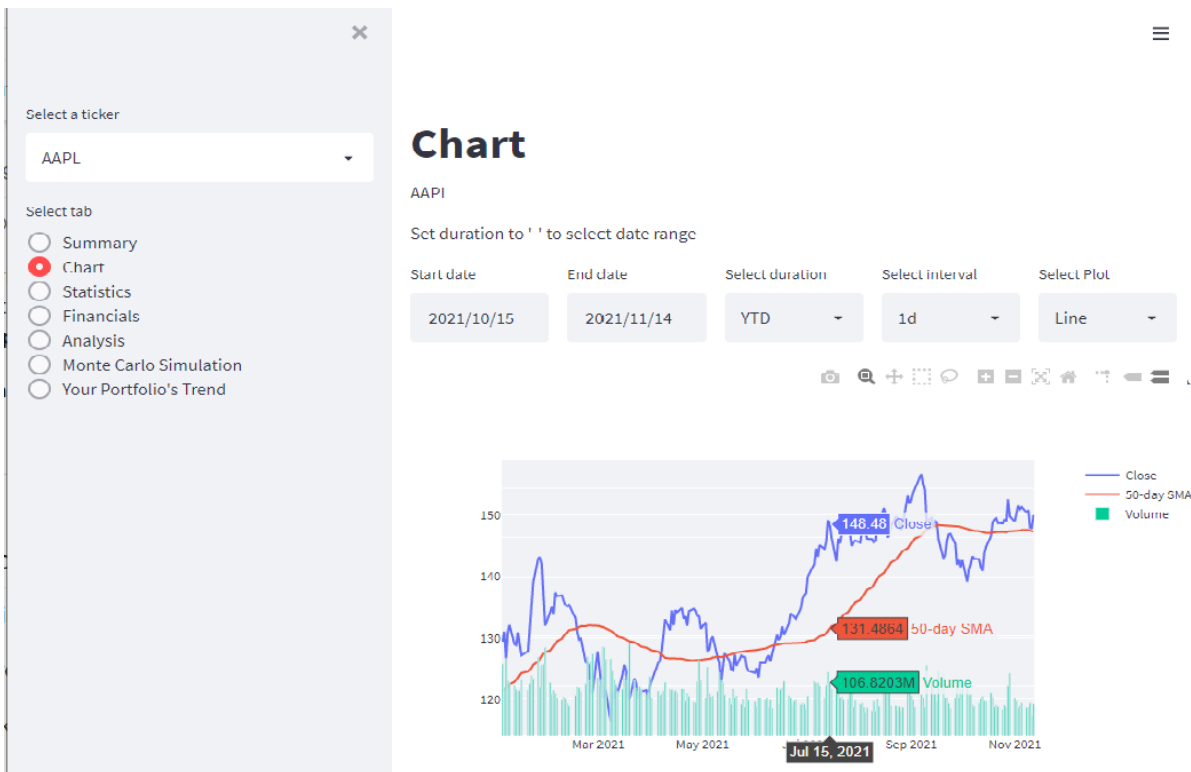 Select a ticker
AAPL
Select tab
Summary
Chart
Statistics
Financials
Analysis
Monte Carlo Simulation
Your Portfolio's Trend
Chart
AAPL
Set duration to ' ' to select date range
Start date End date Select duration Select interval Select Plot
2021/10/15 2021/11/14 YTD 1d Line
Close
50-day SMA
Volume
150
148.48 Close
140
131.4864 50-day SMA
130
106.8203M Volume
120
Mar 2021 May 2021 Sep 2021 Nov 2021
Jul 15, 2021